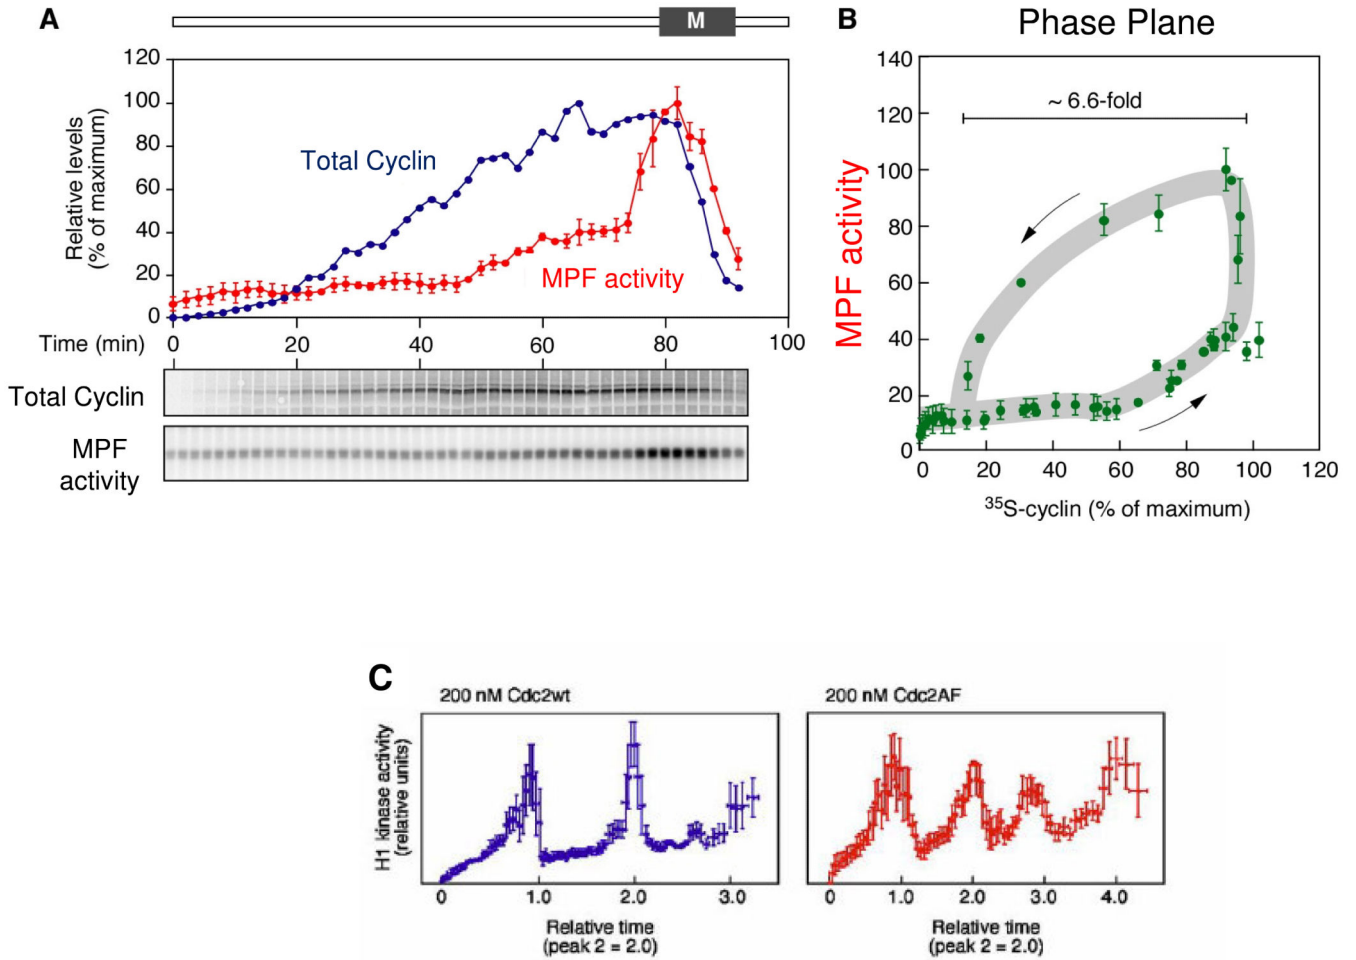 A
M
120
100
80
60
40
20
0
Relative levels
(% of maximum)
Total Cyclin
MPF activity
Time (min)
0
20
40
60
80
100
Total Cyclin
MPF
activity
B
Phase Plane
140
120
100
80
60
40
20
0
MPF activity
~ 6.6-fold
0
20
40
60
80
100
120
35S-cyclin (% of maximum)
C
200 nM Cdc2wt
H1 kinase activity
(relative units)
0
1.0
2.0
3.0
Relative time
(peak 2 = 2.0)
200 nM Cdc2AF
0
1.0
2.0
3.0
4.0
Relative time
(peak 2 = 2.0)